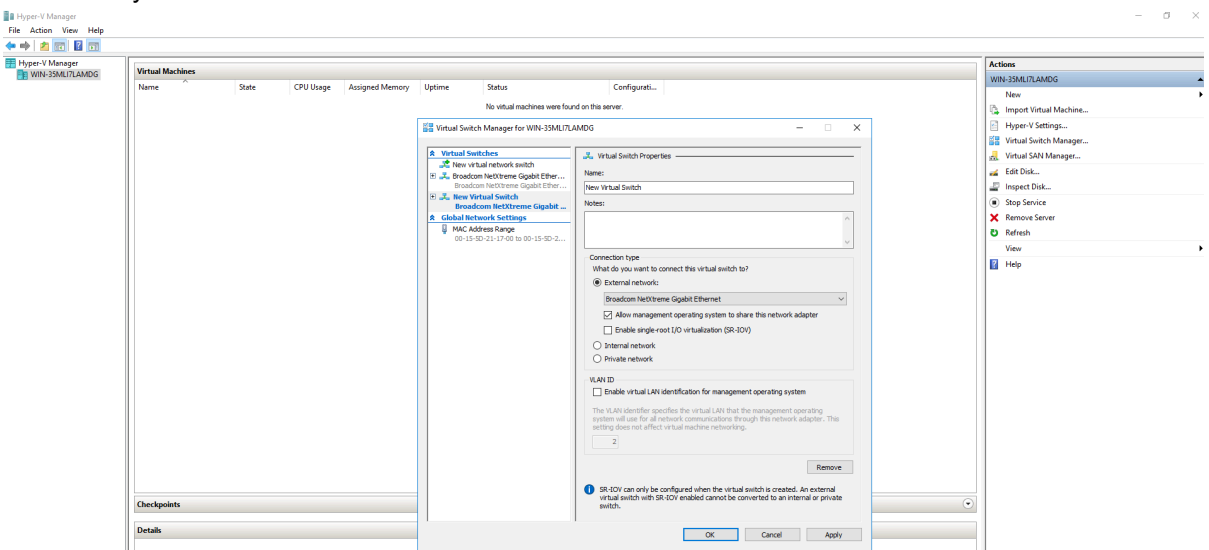 Hyper-V Manager
File Action View Help
Hyper-V Manager
WIN-35MLI7LAMDG
Virtual Machines
Name State CPU Usage Assigned Memory Uptime Status Configurati...
No virtual machines were found on this server.
Virtual Switch Manager for WIN-35MLI7LAMDG
Virtual Switches
New virtual network switch
Broadcom NetXtreme Gigabit Ether...
Broadcom NetXtreme Gigabit Ether...
New Virtual Switch
Broadcom NetXtreme Gigabit ...
Global Network Settings
MAC Address Range
00-15-5D-21-17-00 to 00-15-5D-2...
Virtual Switch Properties
Name:
New Virtual Switch
Notes:
Connection type
What do you want to connect this virtual switch to?
External network:
Broadcom NetXtreme Gigabit Ethernet
Allow management operating system to share this network adapter
Enable single-root I/O virtualization (SR-IOV)
Internal network
Private network
VLAN ID
Enable virtual LAN identification for management operating system
The VLAN identifier specifies the virtual LAN that the management operating
system will use for all network communications through this network adapter. This
setting does not affect virtual machine networking.
2
Remove
SR-IOV can only be configured when the virtual switch is created. An external
virtual switch with SR-IOV enabled cannot be converted to an internal or private
switch.
OK Cancel Apply
Checkpoints
Details
Actions
WIN-35MLI7LAMDG
New
Import Virtual Machine...
Hyper-V Settings...
Virtual Switch Manager...
Virtual SAN Manager...
Edit Disk...
Inspect Disk...
Stop Service
Remove Server
Refresh
View
Help